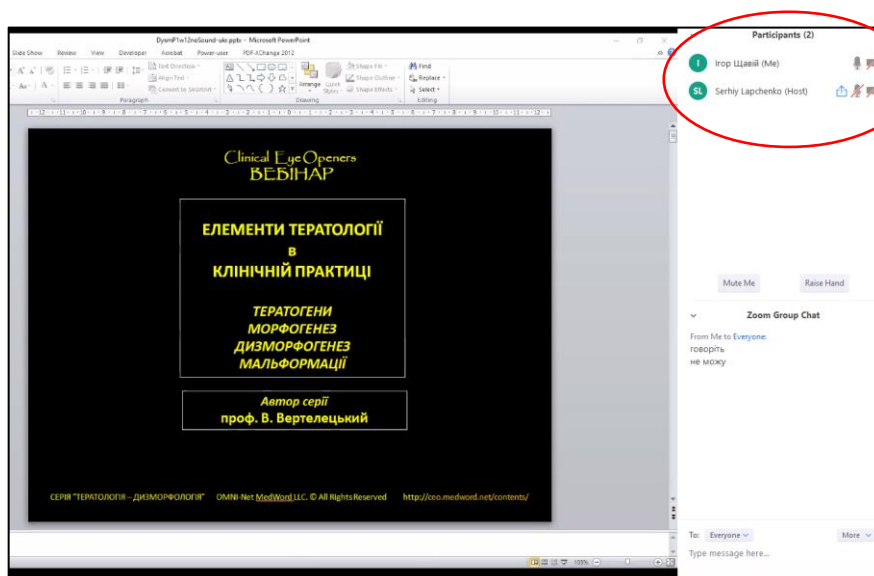 DysmP1w12noSound-ukr.pptx - Microsoft PowerPoint
Slide Show Review View Developer Acrobat Power-user PDF-XChange 2012
Text Direction
Align Text
Convert to SmartArt
Paragraph
Arrange
Quick Styles
Shape Fill
Shape Outline
Shape Effects
Drawing
Find
Replace
Select
Editing
Clinical Eye Openers
ВЕБІНАР
ЕЛЕМЕНТИ ТЕРАТОЛОГІЇ
в
КЛІНІЧНІЙ ПРАКТИЦІ
ТЕРАТОГЕНИ
МОРФОГЕНЕЗ
ДИЗМОРФОГЕНЕЗ
МАЛЬФОРМАЦІЇ
Автор серії
проф. В. Вертелецький
СЕРІЯ "ТЕРАТОЛОГІЯ – ДИЗМОРФОЛОГІЯ" OMNI-Net MedWord LLC. © All Rights Reserved http://ceo.medword.net/contents/
100%
Participants (2)
І Ігор Щавій (Me)
SL Serhiy Lapchenko (Host)
Mute Me Raise Hand
Zoom Group Chat
From Me to Everyone:
говоріть
не можу
To: Everyone More
Type message here...